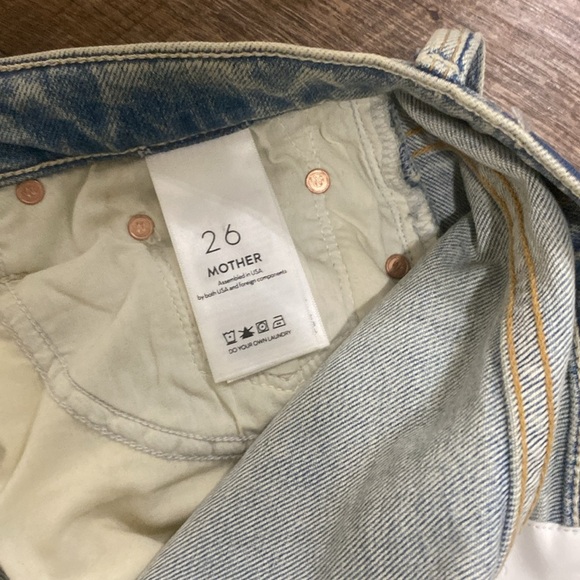 26
MOTHER
Assembled in USA
by both USA and foreign components
DO YOUR OWN LAUNDRY